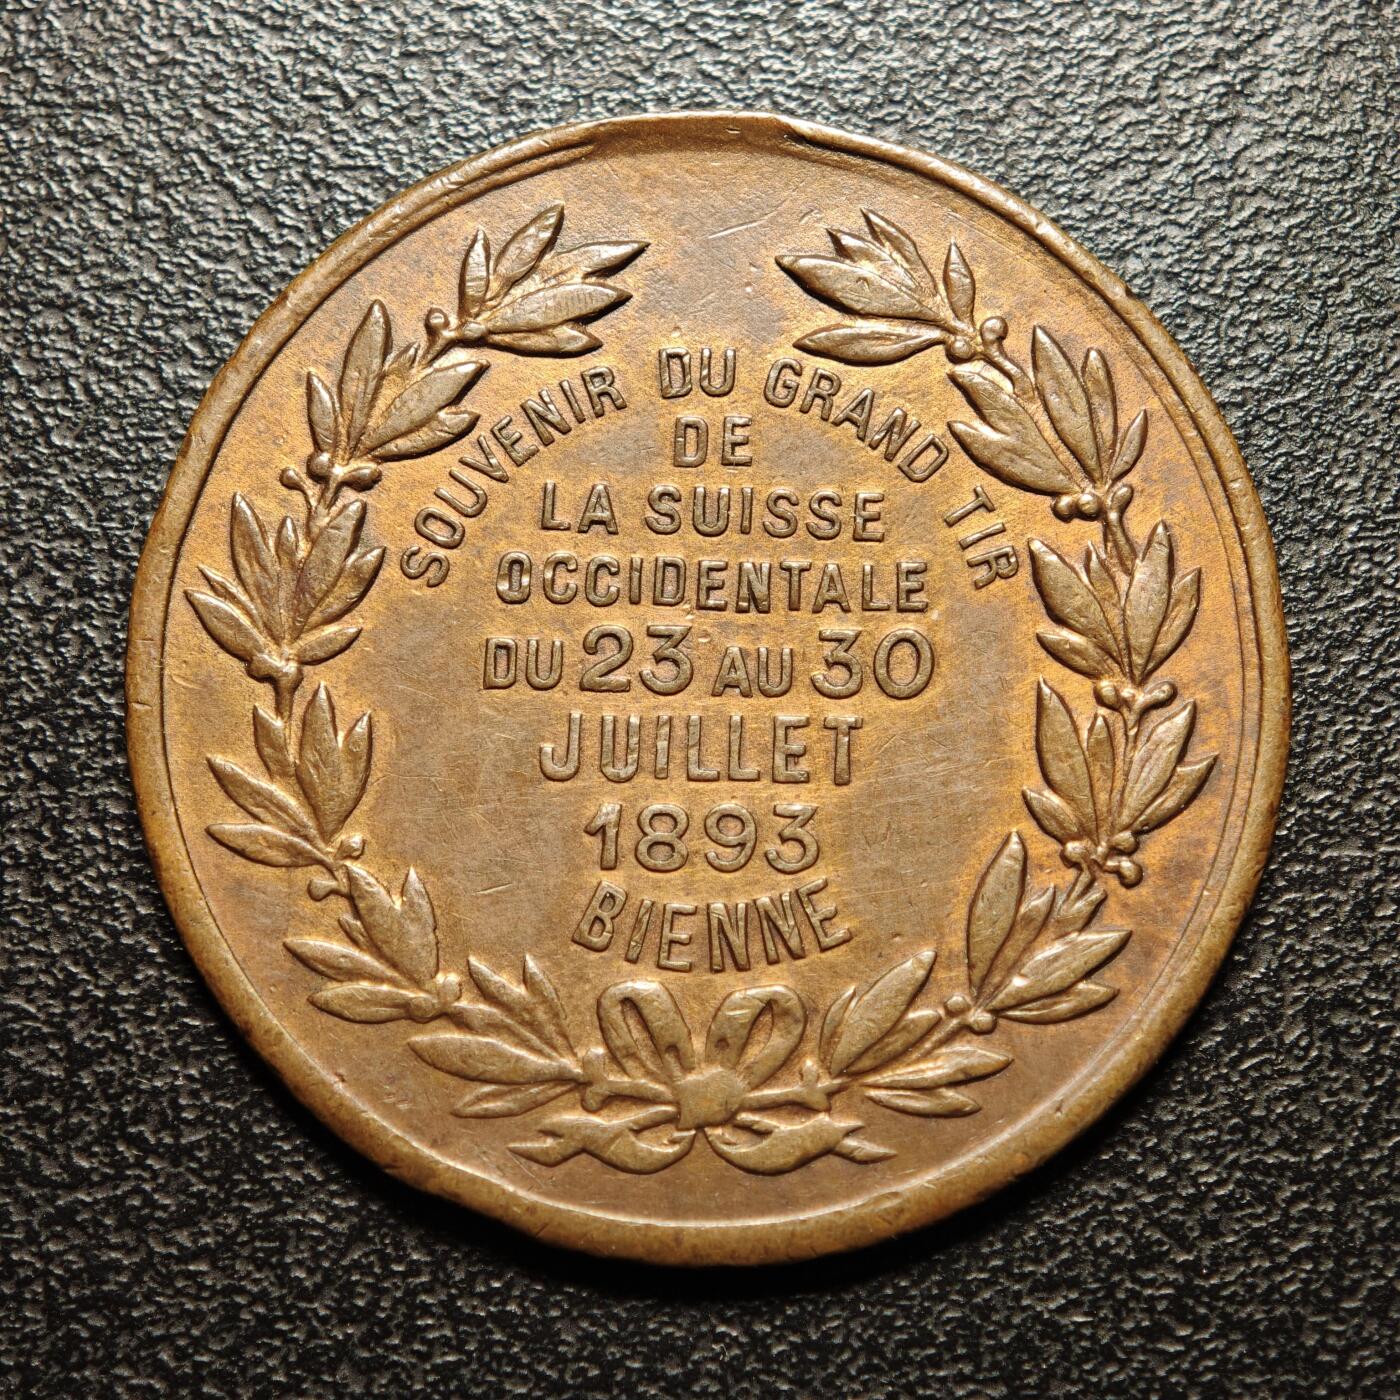 SOUVENIR DU GRAND TIR
DE
LA SUISSE
OCCIDENTALE
DU 23 AU 30
JUILLET
1893
BIENNE